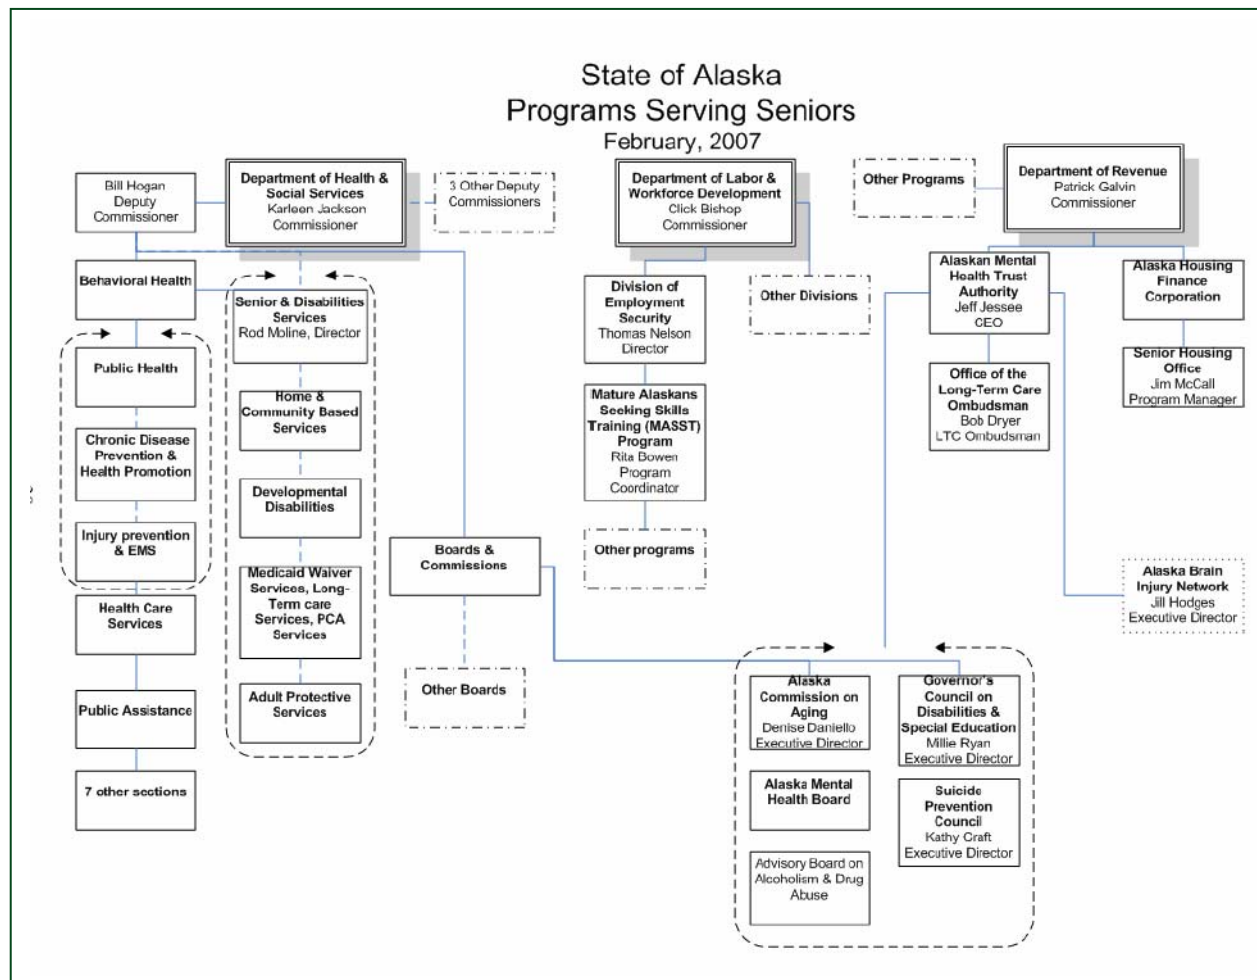 State of Alaska
Programs Serving Seniors
February, 2007
Bill Hogan
Deputy
Commissioner
Department of Health &
Social Services
Karleen Jackson
Commissioner
3 Other Deputy
Commissioners
Department of Labor &
Workforce Development
Click Bishop
Commissioner
Other Programs
Department of Revenue
Patrick Galvin
Commissioner
Behavioral Health
Senior & Disabilities
Services
Rod Moline, Director
Division of
Employment
Security
Thomas Nelson
Director
Other Divisions
Alaskan Mental
Health Trust
Authority
Jeff Jessee
CEO
Alaska Housing
Finance
Corporation
Public Health
Home &
Community Based
Services
Mature Alaskans
Seeking Skills
Training (MASST)
Program
Rita Bowen
Program
Coordinator
Office of the
Long-Term Care
Ombudsman
Bob Dryer
LTC Ombudsman
Senior Housing
Office
Jim McCall
Program Manager
Chronic Disease
Prevention &
Health Promotion
Developmental
Disabilities
Injury prevention
& EMS
Boards &
Commissions
Other programs
Medicaid Waiver
Services, Long-
Term care
Services, PCA
Services
Alaska Brain
Injury Network
Jill Hodges
Executive Director
Health Care
Services
Other Boards
Adult Protective
Services
Public Assistance
Alaska
Commission on
Aging
Denise Daniello
Executive Director
Governor's
Council on
Disabilities &
Special Education
Millie Ryan
Executive Director
7 other sections
Alaska Mental
Health Board
Suicide
Prevention
Council
Kathy Craft
Executive Director
Advisory Board on
Alcoholism & Drug
Abuse